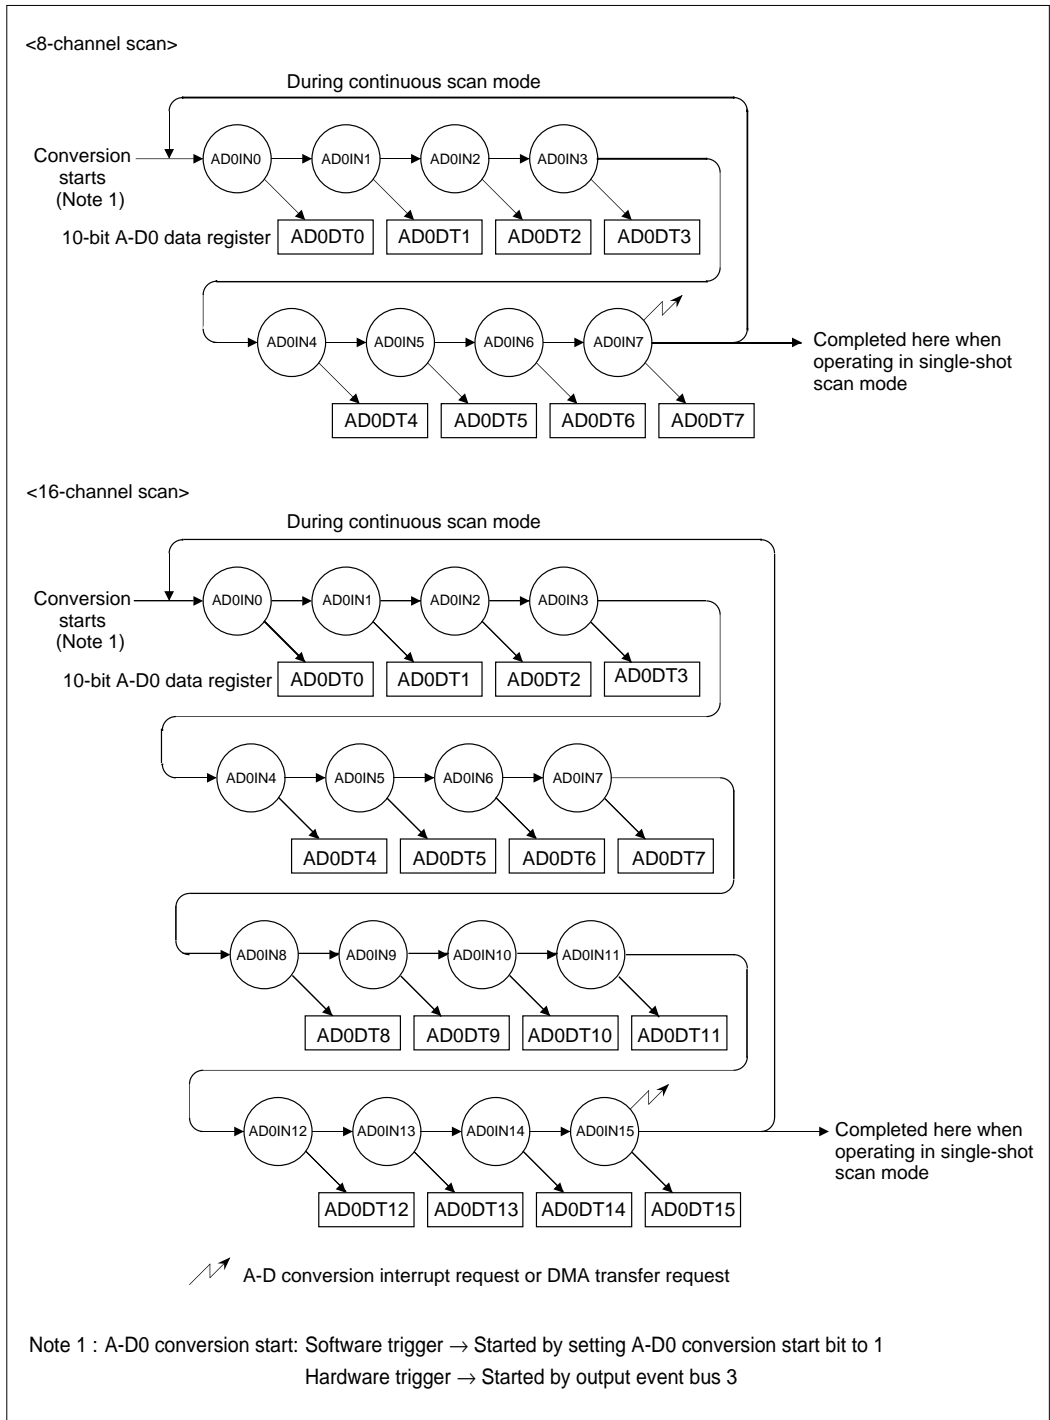 <8-channel scan>
During continuous scan mode
Conversion
starts
(Note 1)
AD0IN0
AD0IN1
AD0IN2
AD0IN3
10-bit A-D0 data register
AD0DT0
AD0DT1
AD0DT2
AD0DT3
AD0IN4
AD0IN5
AD0IN6
AD0IN7
Completed here when
operating in single-shot
scan mode
AD0DT4
AD0DT5
AD0DT6
AD0DT7
<16-channel scan>
During continuous scan mode
Conversion
starts
(Note 1)
AD0IN0
AD0IN1
AD0IN2
AD0IN3
10-bit A-D0 data register
AD0DT0
AD0DT1
AD0DT2
AD0DT3
AD0IN4
AD0IN5
AD0IN6
AD0IN7
AD0DT4
AD0DT5
AD0DT6
AD0DT7
AD0IN8
AD0IN9
AD0IN10
AD0IN11
AD0DT8
AD0DT9
AD0DT10
AD0DT11
AD0IN12
AD0IN13
AD0IN14
AD0IN15
Completed here when
operating in single-shot
scan mode
AD0DT12
AD0DT13
AD0DT14
AD0DT15
A-D conversion interrupt request or DMA transfer request
Note 1 : A-D0 conversion start: Software trigger → Started by setting A-D0 conversion start bit to 1
Hardware trigger → Started by output event bus 3